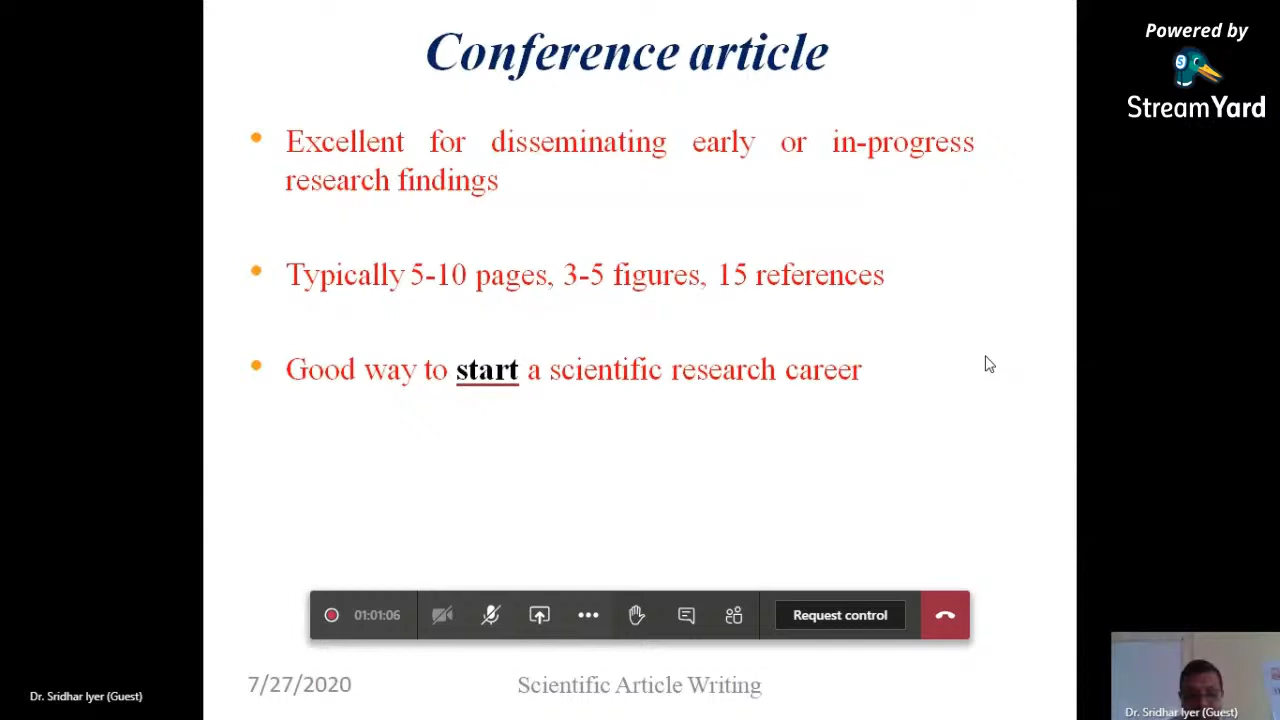 Conference article
Powered by
StreamYard
• Excellent for disseminating early or in-progress
research findings
• Typically 5-10 pages, 3-5 figures, 15 references
• Good way to start a scientific research career
01:01:06
Request control
7/27/2020
Scientific Article Writing
Dr. Sridhar Iyer (Guest)
Dr. Sridhar Iyer (Guest)